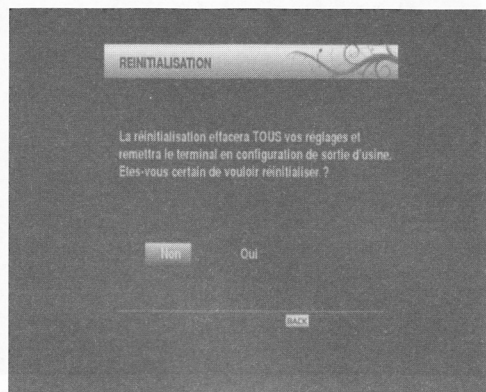 REINITIALISATION
La réinitialisation effacera TOUS vos réglages et
remettra le terminal en configuration de sortie d'usine.
Etes-vous certain de vouloir réinitialiser ?
Non Oui
BACK